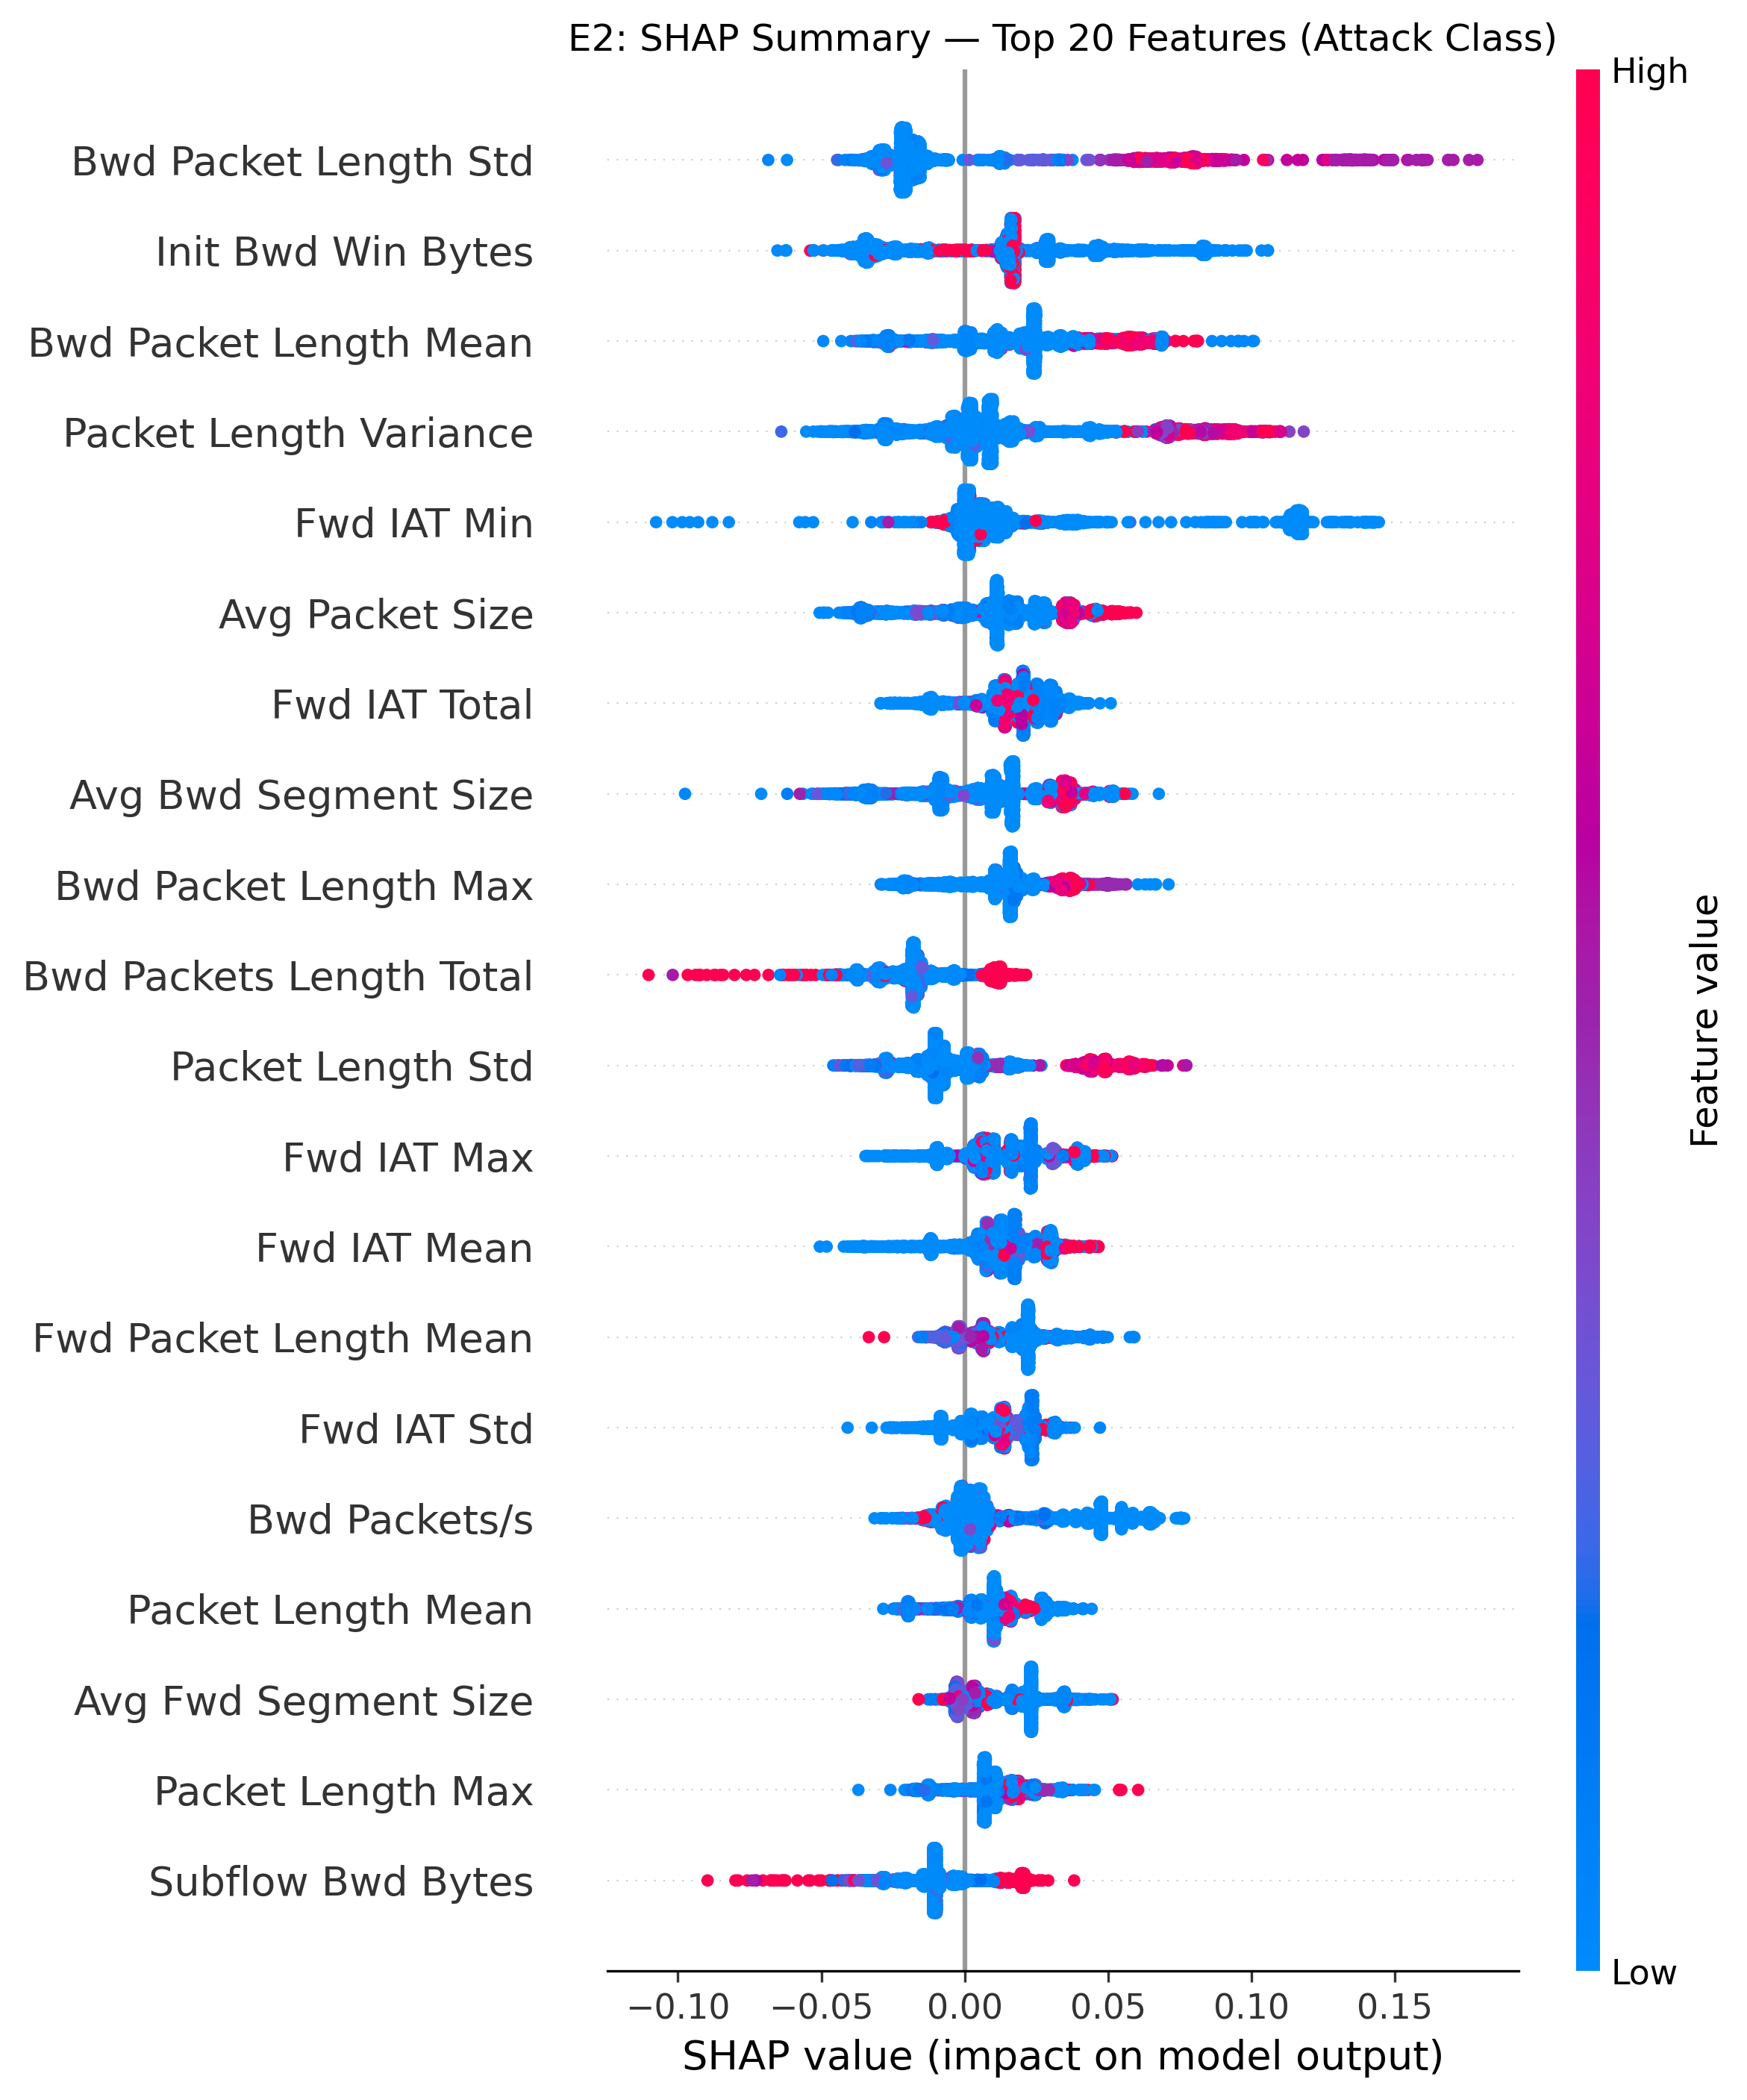 E2: SHAP Summary — Top 20 Features (Attack Class)
High
Bwd Packet Length Std
Init Bwd Win Bytes
Bwd Packet Length Mean
Packet Length Variance
Fwd IAT Min
Avg Packet Size
Fwd IAT Total
Avg Bwd Segment Size
Bwd Packet Length Max
Bwd Packets Length Total
Packet Length Std
Fwd IAT Max
Fwd IAT Mean
Fwd Packet Length Mean
Fwd IAT Std
Bwd Packets/s
Packet Length Mean
Avg Fwd Segment Size
Packet Length Max
Subflow Bwd Bytes
Feature value
Low
−0.10 −0.05 0.00 0.05 0.10 0.15
SHAP value (impact on model output)